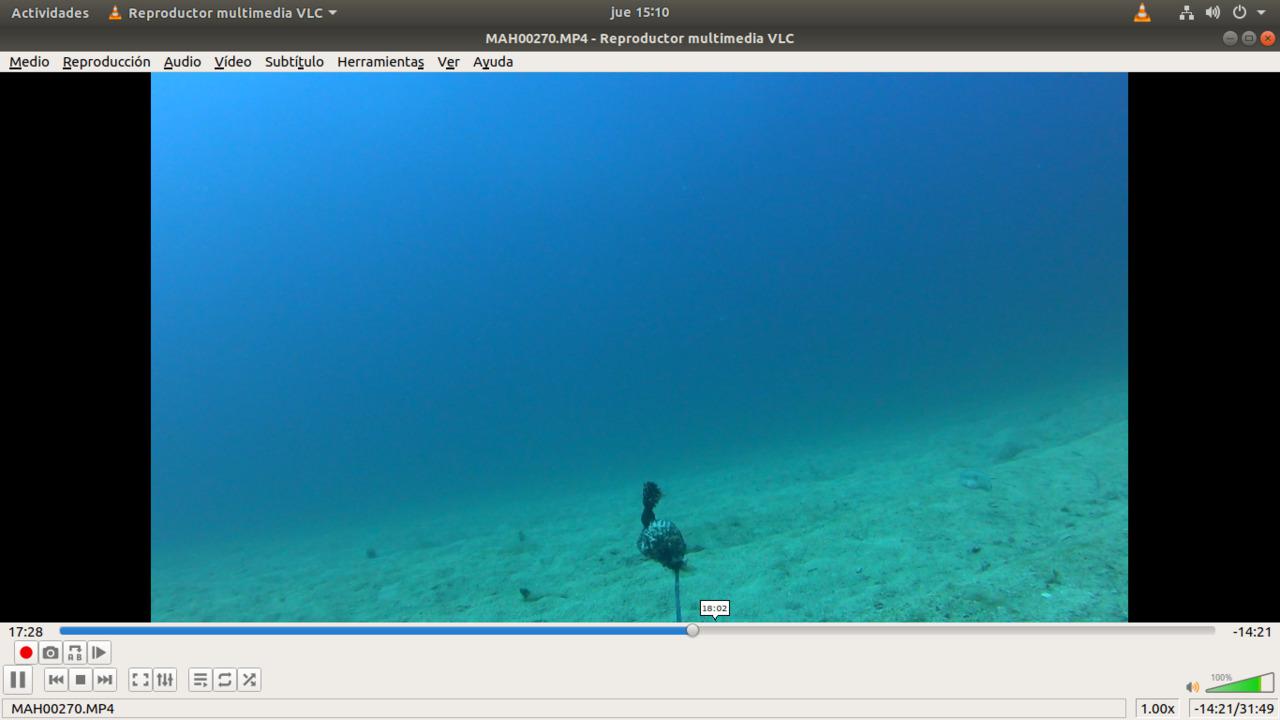 Actividades Reproductor multimedia VLC jue 15:10
MAH00270.MP4 - Reproductor multimedia VLC
Medio Reproducción Audio Vídeo Subtítulo Herramientas Ver Ayuda
18:02
17:28 -14:21
A B
100%
MAH00270.MP4 1.00x -14:21/31:49